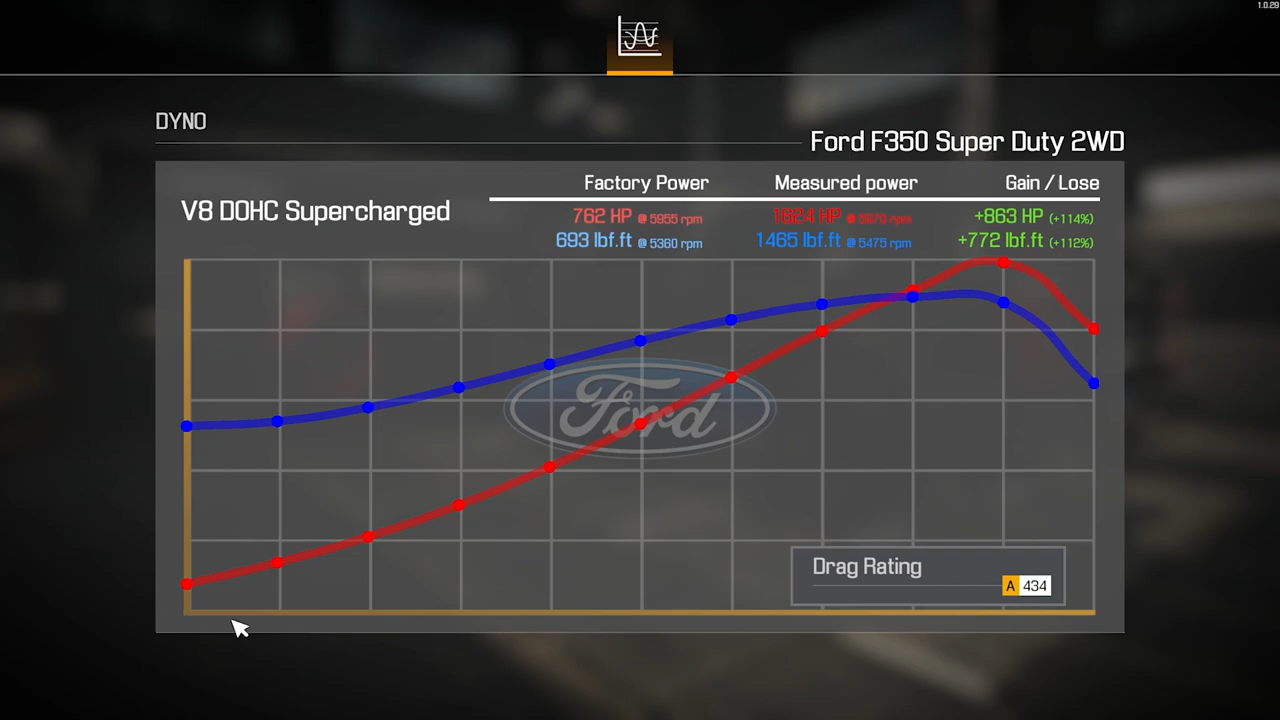 1.0.29
DYNO
Ford F350 Super Duty 2WD
Factory Power Measured power Gain / Lose
V8 DOHC Supercharged
762 HP @ 5955 rpm 1624 HP @ 5970 rpm +863 HP (+114%)
693 lbf.ft @ 5360 rpm 1465 lbf.ft @ 5475 rpm +772 lbf.ft (+112%)
Ford
Drag Rating
A 434